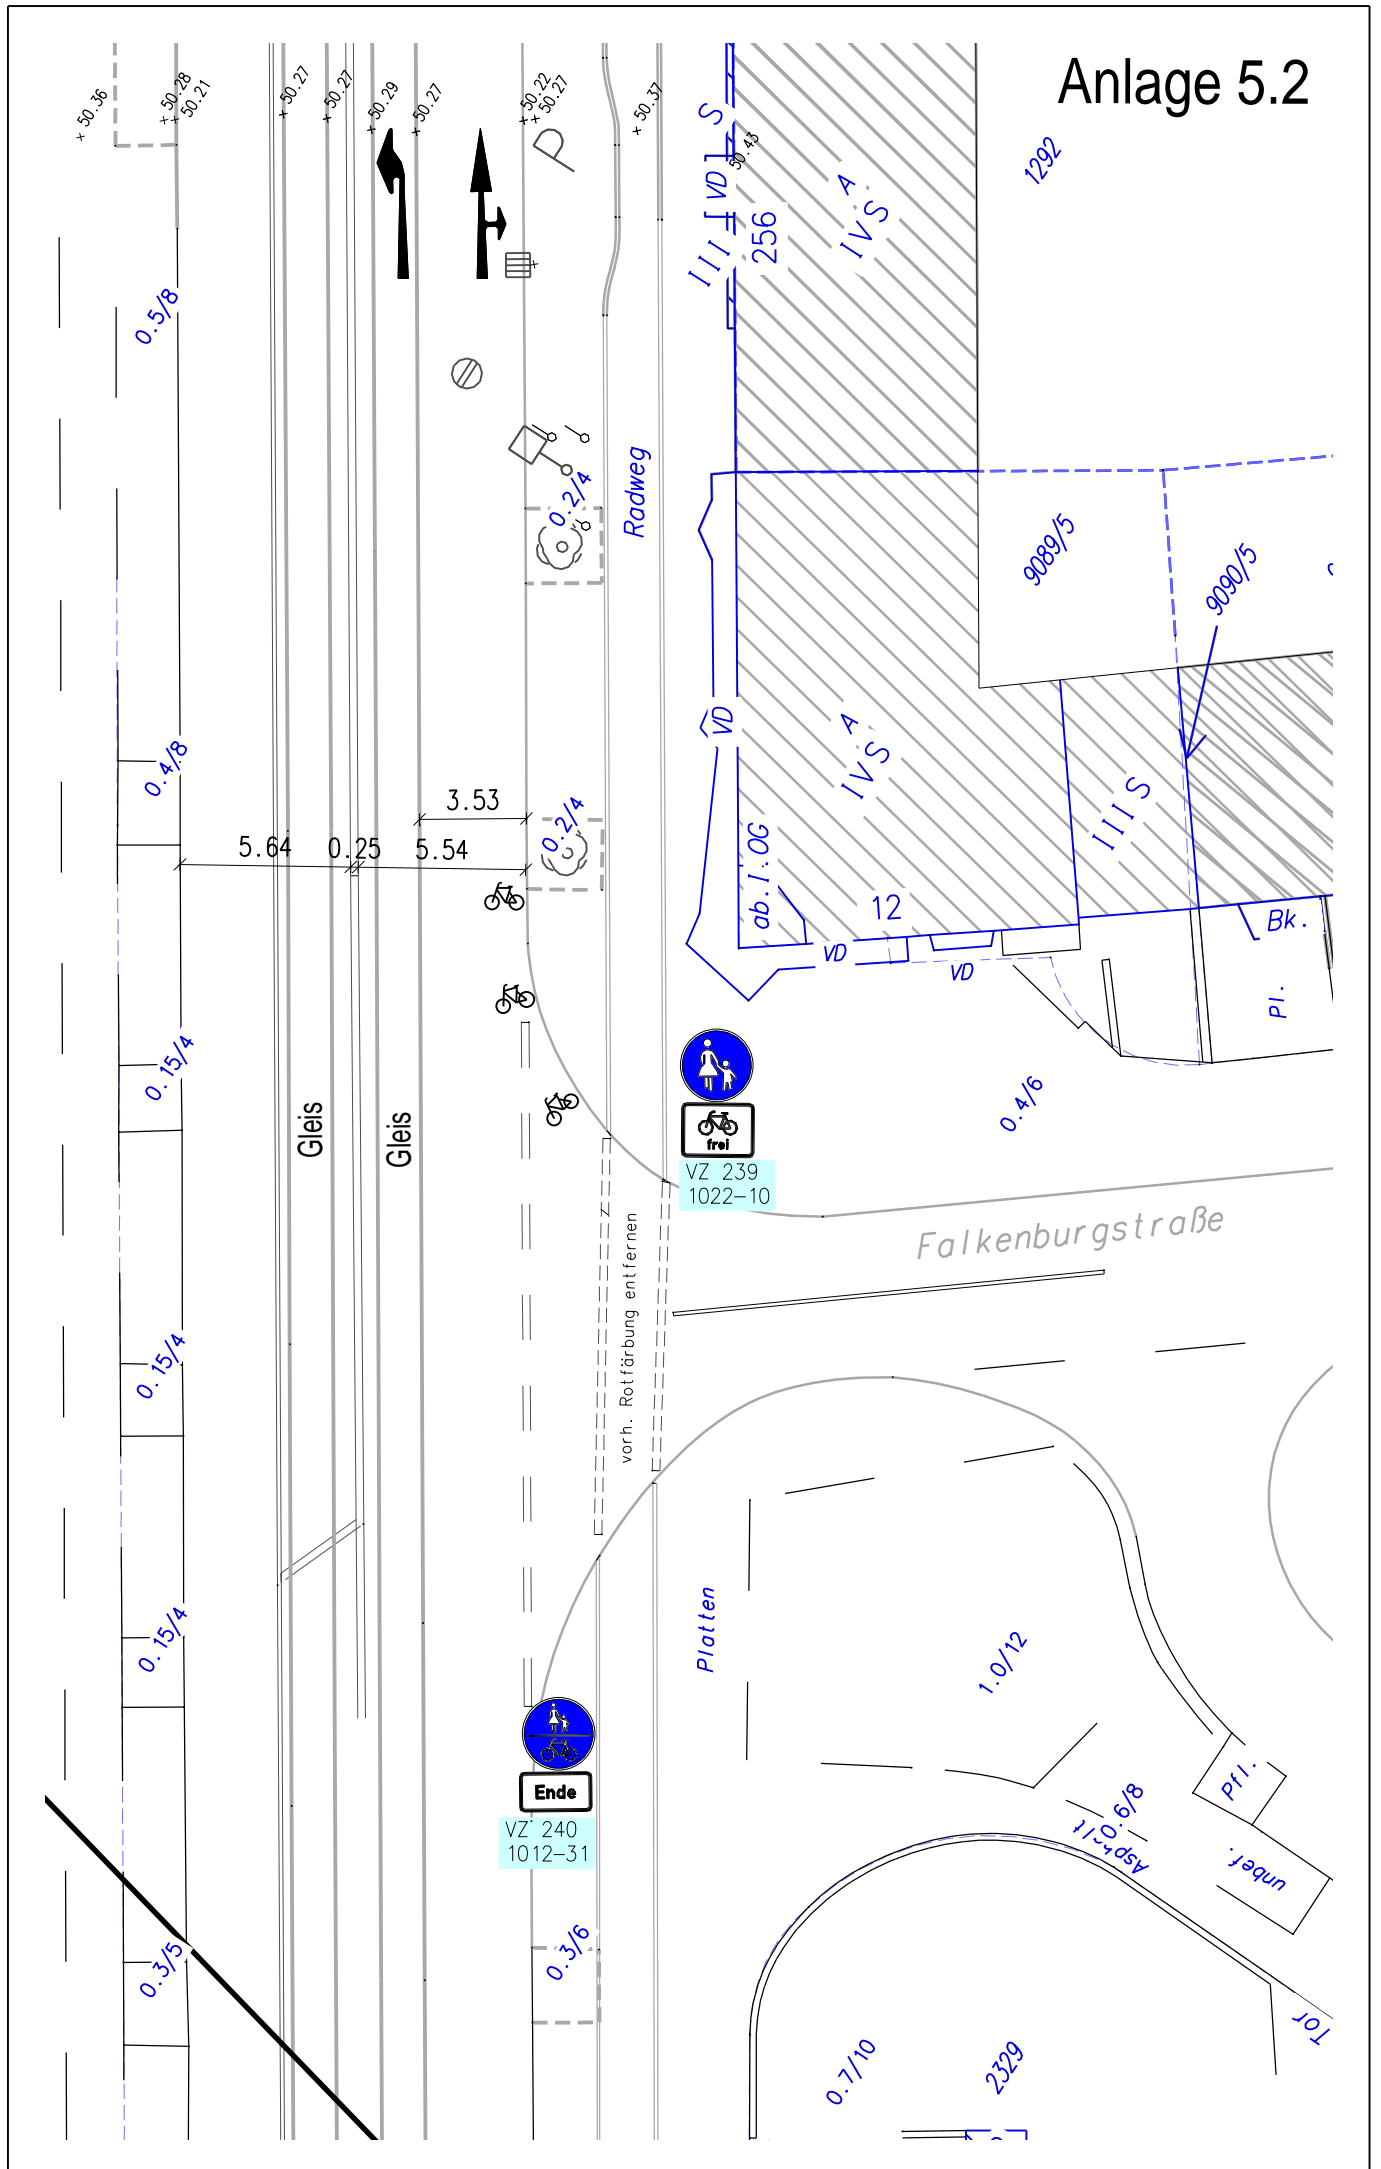 Anlage 5.2
50.36
50.28
50.21
50.27
50.27
50.29
50.27
50.22
50.27
50.37
50.43
P
S
III [VD]
256
A
IVS
1292
0.5/8
0.2/4
Radweg
9089/5
9090/5
VD
A
IVS
IIIS
0.4/8
3.53
0.2/4
5.64
0.25
5.54
ab.1.OG
12
VD
VD
Bk.
Pl.
0.15/4
Gleis
Gleis
frei
VZ 239
1022-10
0.4/6
Falkenburgstraße
vorh. Rotfärbung entfernen
0.15/4
0.15/4
Platten
1.0/12
Ende
VZ 240
1012-31
Pfl.
0.6/8
Asphalt
unbef.
0.3/5
0.3/6
Tor
0.7/10
2329